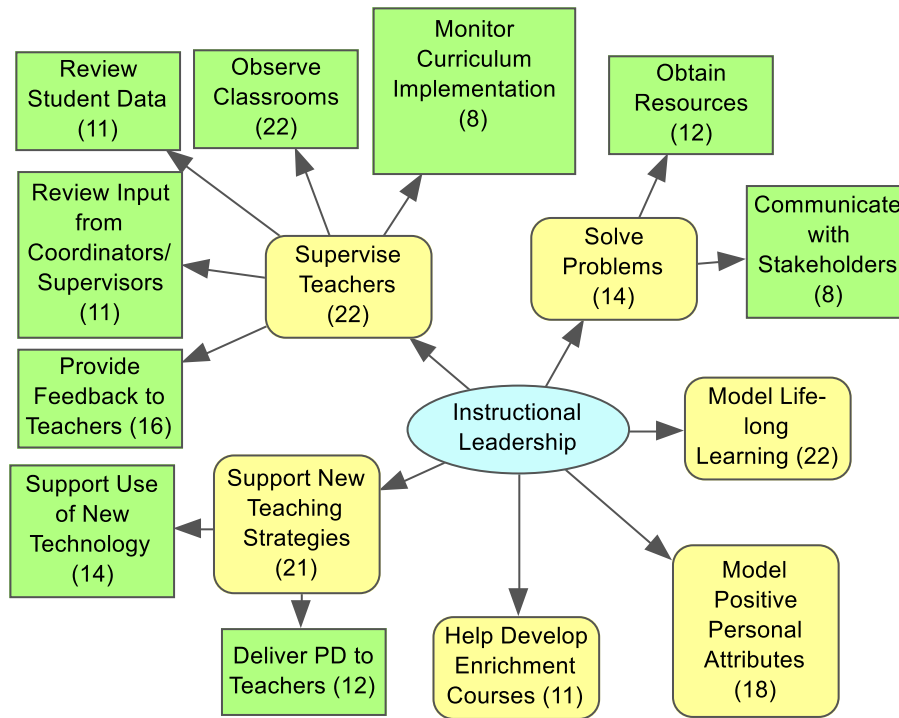 Review
Student Data
(11)
Observe
Classrooms
(22)
Monitor
Curriculum
Implementation
(8)
Obtain
Resources
(12)
Review Input
from
Coordinators/
Supervisors
(11)
Supervise
Teachers
(22)
Solve
Problems
(14)
Communicate
with
Stakeholders
(8)
Provide
Feedback to
Teachers (16)
Instructional
Leadership
Model Life-
long
Learning (22)
Support Use
of New
Technology
(14)
Support New
Teaching
Strategies
(21)
Deliver PD to
Teachers (12)
Help Develop
Enrichment
Courses (11)
Model
Positive
Personal
Attributes
(18)